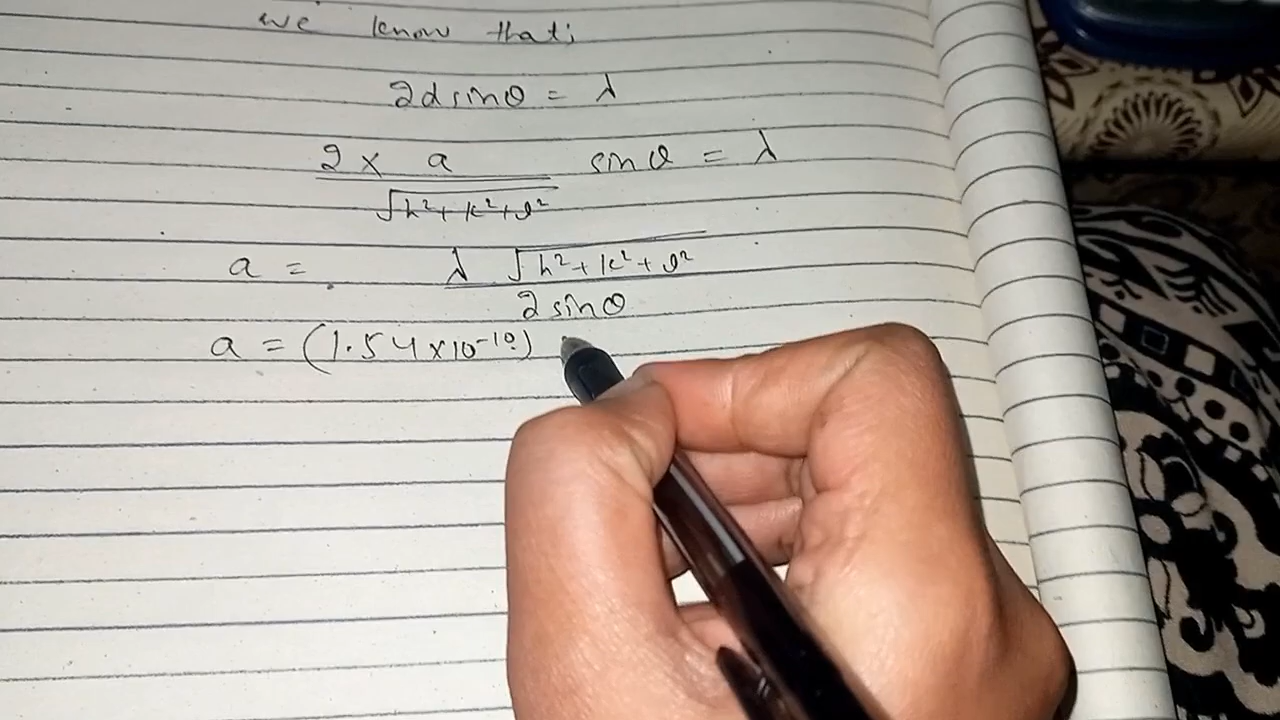 we know that;
2d sinθ = λ
2 × a / √h²+k²+l² sinθ = λ
a = λ √h²+k²+l² / 2 sinθ
a = (1.54×10⁻¹⁰)